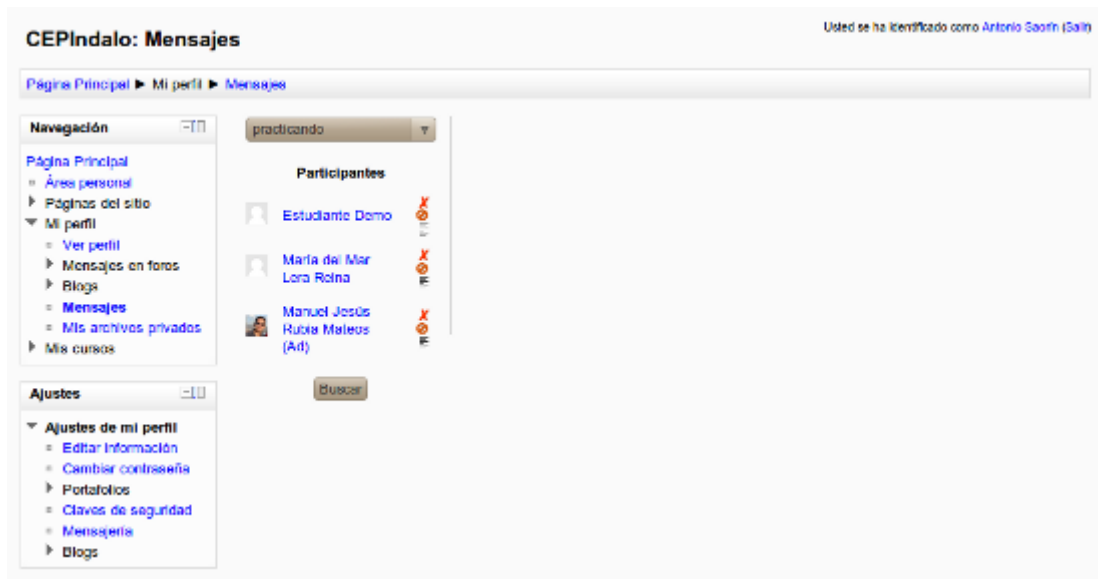 CEPIndalo: Mensajes
Usted se ha identificado como Antonio Saorín (Salir)
Página Principal ► Mi perfil ► Mensajes
Navegación
Página Principal
Área personal
Páginas del sitio
Mi perfil
Ver perfil
Mensajes en foros
Blogs
Mensajes
Mis archivos privados
Mis cursos
Ajustes
Ajustes de mi perfil
Editar información
Cambiar contraseña
Portafolios
Claves de seguridad
Mensajería
Blogs
practicando
Participantes
Estudiante Demo
María del Mar
Lera Reina
Manuel Jesús
Rubia Mateos
(Ad)
Buscar